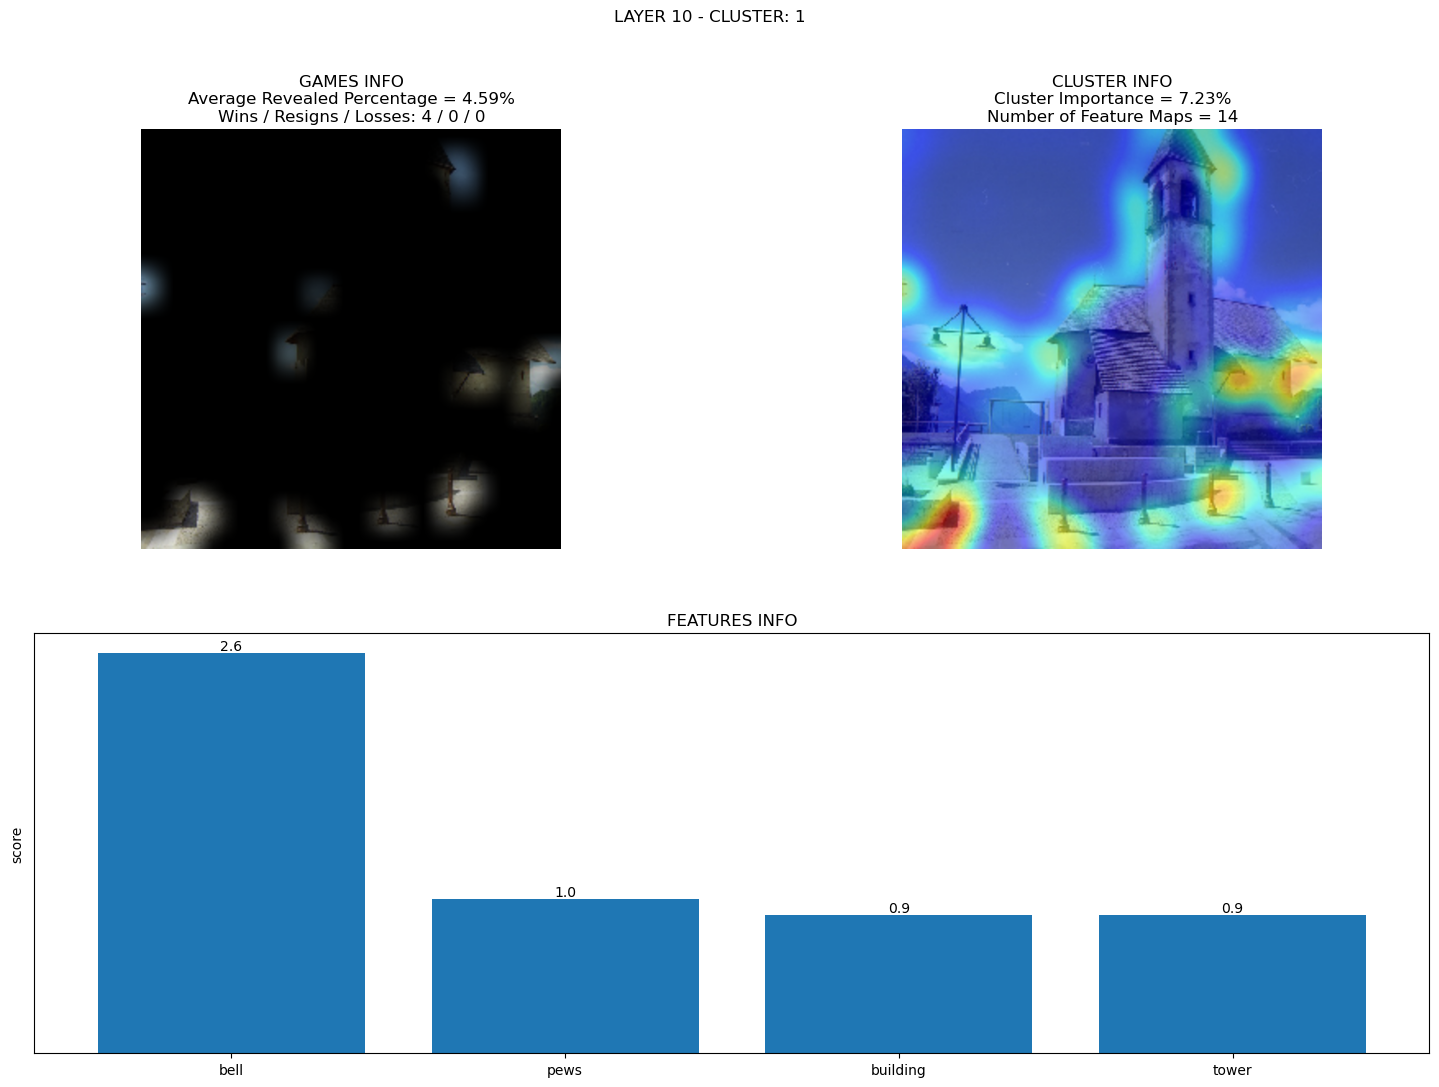 LAYER 10 - CLUSTER: 1
GAMES INFO
Average Revealed Percentage = 4.59%
Wins / Resigns / Losses: 4 / 0 / 0
CLUSTER INFO
Cluster Importance = 7.23%
Number of Feature Maps = 14
FEATURES INFO
score
2.6
1.0
0.9
0.9
bell
pews
building
tower